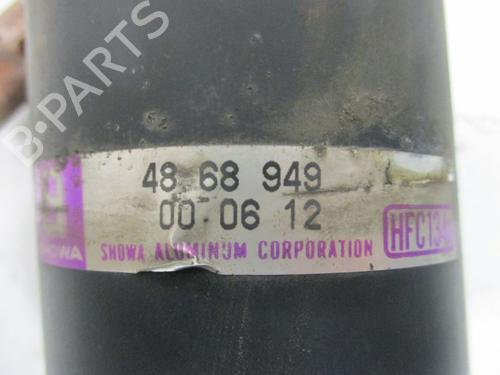 B-PARTS
48 68 949
00 06 12
SHOWA
SHOWA ALUMINUM CORPORATION